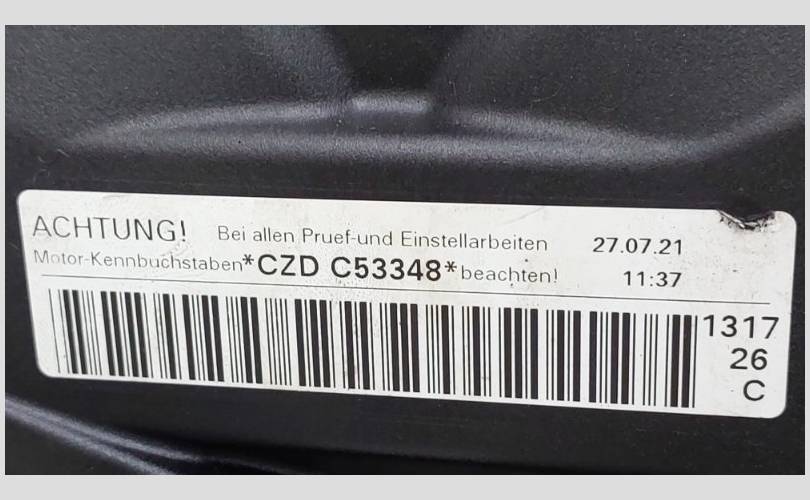 ACHTUNG! Bei allen Pruef-und Einstellarbeiten 27.07.21
Motor-Kennbuchstaben*CZD C53348*beachten! 11:37
1317
26
C